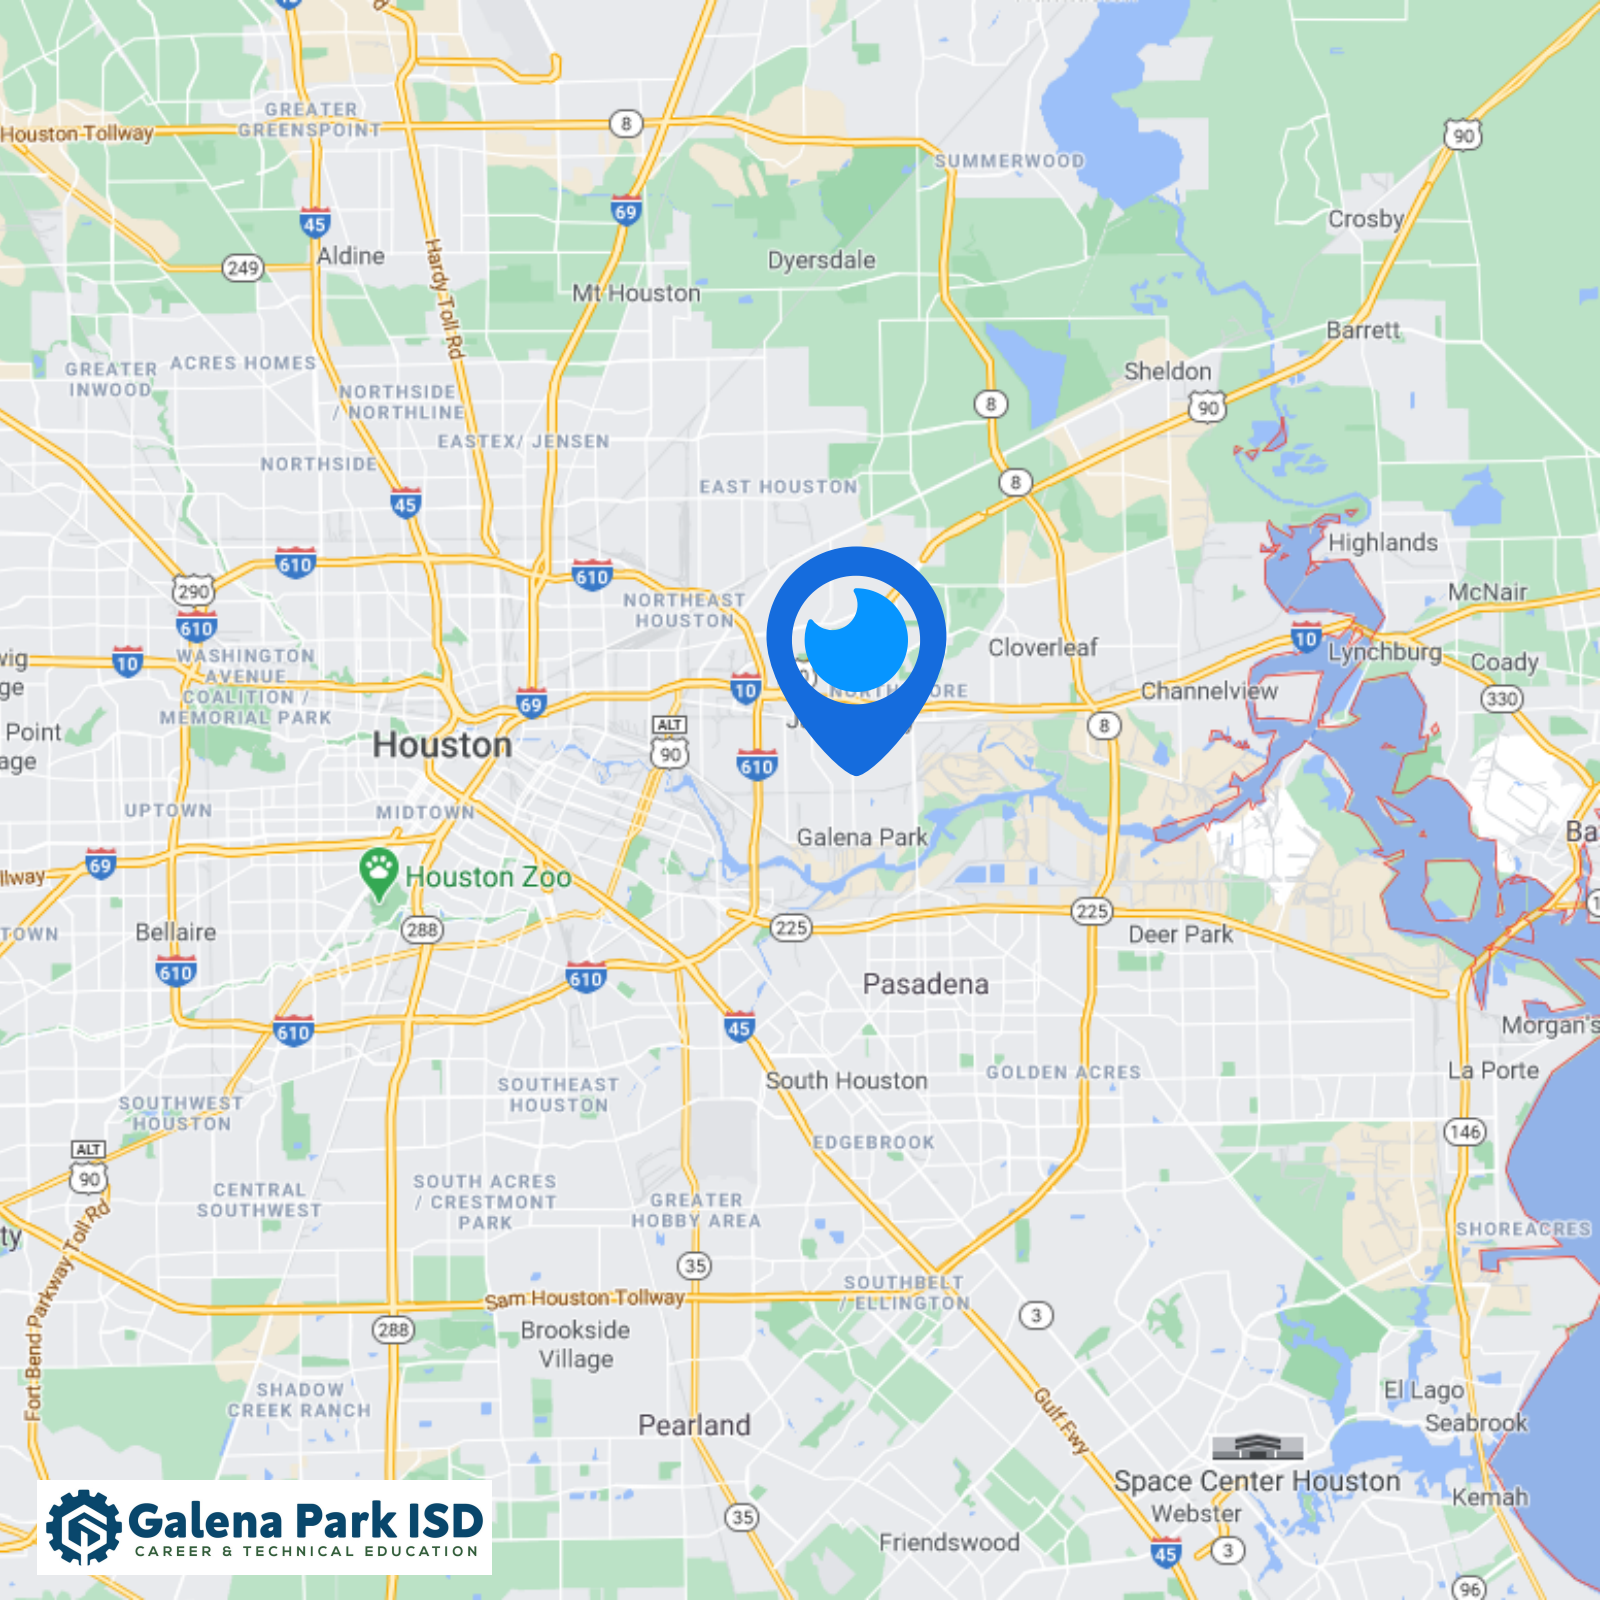 8
Houston Tollway
GREATER
GREENSPOINT
90
SUMMERWOOD
45
69
Crosby
249
Aldine
Hardy Toll Rd
Dyersdale
Mt Houston
Barrett
GREATER
INWOOD
ACRES HOMES
Sheldon
NORTHSIDE
/ NORTHLINE
8
90
EASTEX/ JENSEN
NORTHSIDE
EAST HOUSTON
8
45
Highlands
610
610
290
McNair
NORTHEAST
HOUSTON
610
10
Cloverleaf
Lynchburg
Coady
10
WASHINGTON
AVENUE
COALITION /
MEMORIAL PARK
10
Channelview
330
69
ALT
90
8
Point
Houston
610
UPTOWN
MIDTOWN
Galena Park
69
Houston Zoo
225
288
225
Bellaire
Deer Park
610
610
Pasadena
610
45
Morgan's
La Porte
South Houston
GOLDEN ACRES
SOUTHEAST
HOUSTON
SOUTHWEST
HOUSTON
146
ALT
90
EDGEBROOK
CENTRAL
SOUTHWEST
SOUTH ACRES
/ CRESTMONT
PARK
GREATER
HOBBY AREA
SHOREACRES
Fort Bend Parkway Toll Rd
35
SOUTHBELT
/ ELLINGTON
Sam Houston Tollway
3
288
Brookside
Village
SHADOW
CREEK RANCH
El Lago
Seabrook
Pearland
Gulf Fwy
Space Center Houston
Webster
Kemah
35
Friendswood
45
3
96
Galena Park ISD
CAREER & TECHNICAL EDUCATION